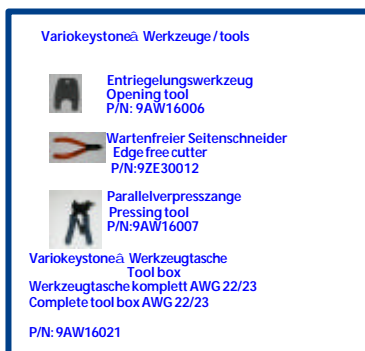 Variokeystoneâ Werkzeuge / tools
Entriegelungswerkzeug
Opening tool
P/N: 9AW16006
Wartenfreier Seitenschneider
Edge free cutter
P/N:9ZE30012
Parallelverpresszange
Pressing tool
P/N:9AW16007
Variokeystoneâ Werkzeugtasche
Tool box
Werkzeugtasche komplett AWG 22/23
Complete tool box AWG 22/23
P/N: 9AW16021